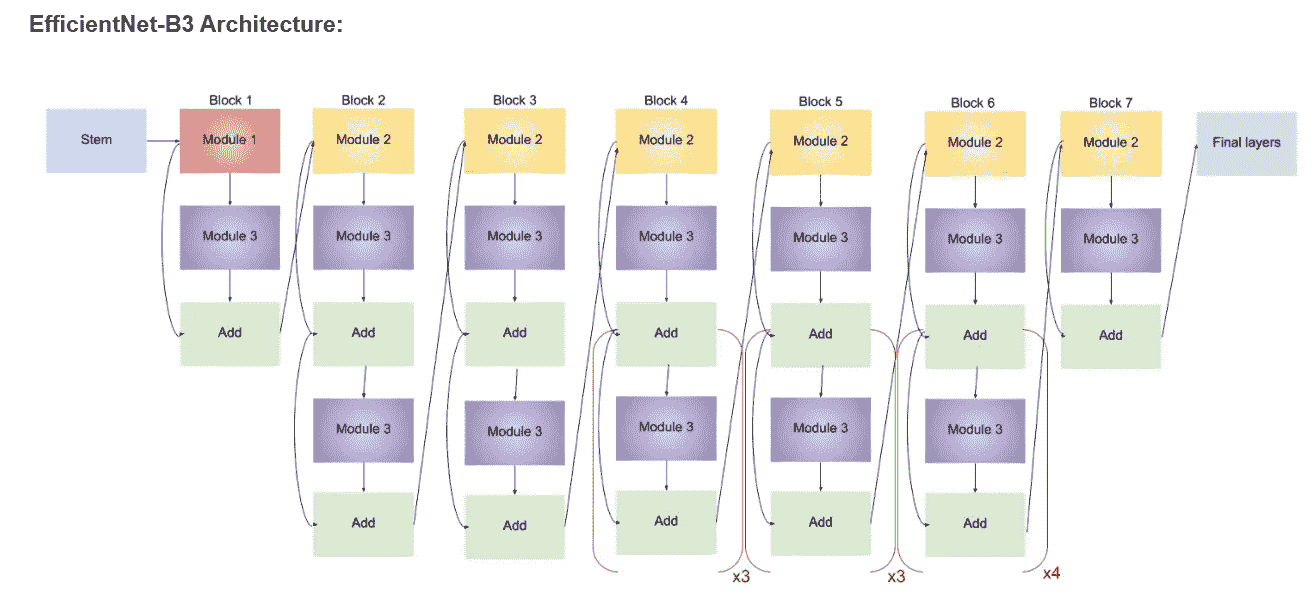 EfficientNet-B3 Architecture:
Block 1
Block 2
Block 3
Block 4
Block 5
Block 6
Block 7
Stem
Module 1
Module 2
Module 2
Module 2
Module 2
Module 2
Module 2
Final layers
Module 3
Module 3
Module 3
Module 3
Module 3
Module 3
Module 3
Add
Add
Add
Add
Add
Add
Add
Module 3
Module 3
Module 3
Module 3
Module 3
Add
Add
Add
Add
Add
x3
x3
x4